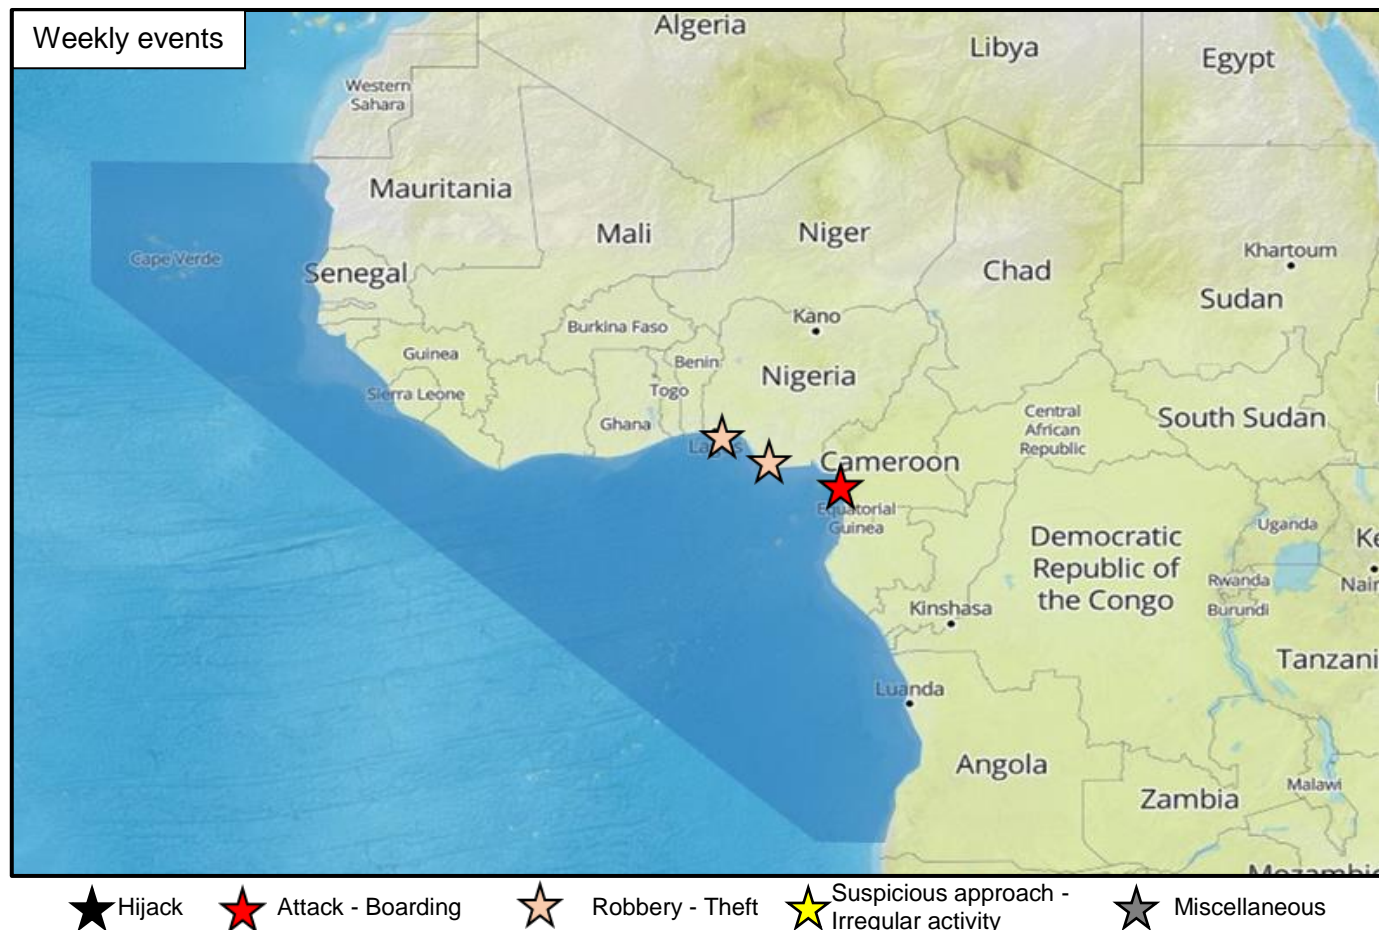 Weekly events
Algeria
Libya
Egypt
Western
Sahara
Mauritania
Mali
Niger
Chad
Khartoum
Sudan
Cape Verde
Senegal
Burkina Faso
Kano
Guinea
Benin
Nigeria
Togo
Sierra Leone
Ghana
Central
African
Republic
South Sudan
Cameroon
Equatorial
Guinea
Democratic
Republic of
the Congo
Uganda
Ke
Rwanda
Nair
Burundi
Kinshasa
Tanzani
Luanda
Angola
Malawi
Zambia
Mozambi
Hijack
Attack - Boarding
Robbery - Theft
Suspicious approach -
Irregular activity
Miscellaneous